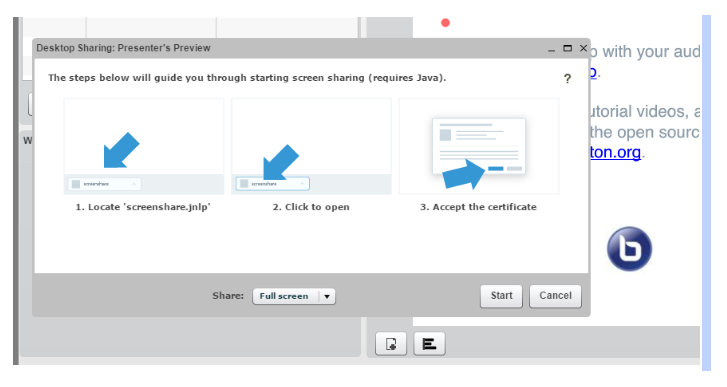 Desktop Sharing: Presenter's Preview
The steps below will guide you through starting screen sharing (requires Java).
?
screenshare
screenshare
1. Locate 'screenshare.jnlp'
2. Click to open
3. Accept the certificate
Share: Full screen
Start
Cancel
with your aud
utorial videos, a
the open sourc
ton.org.
b